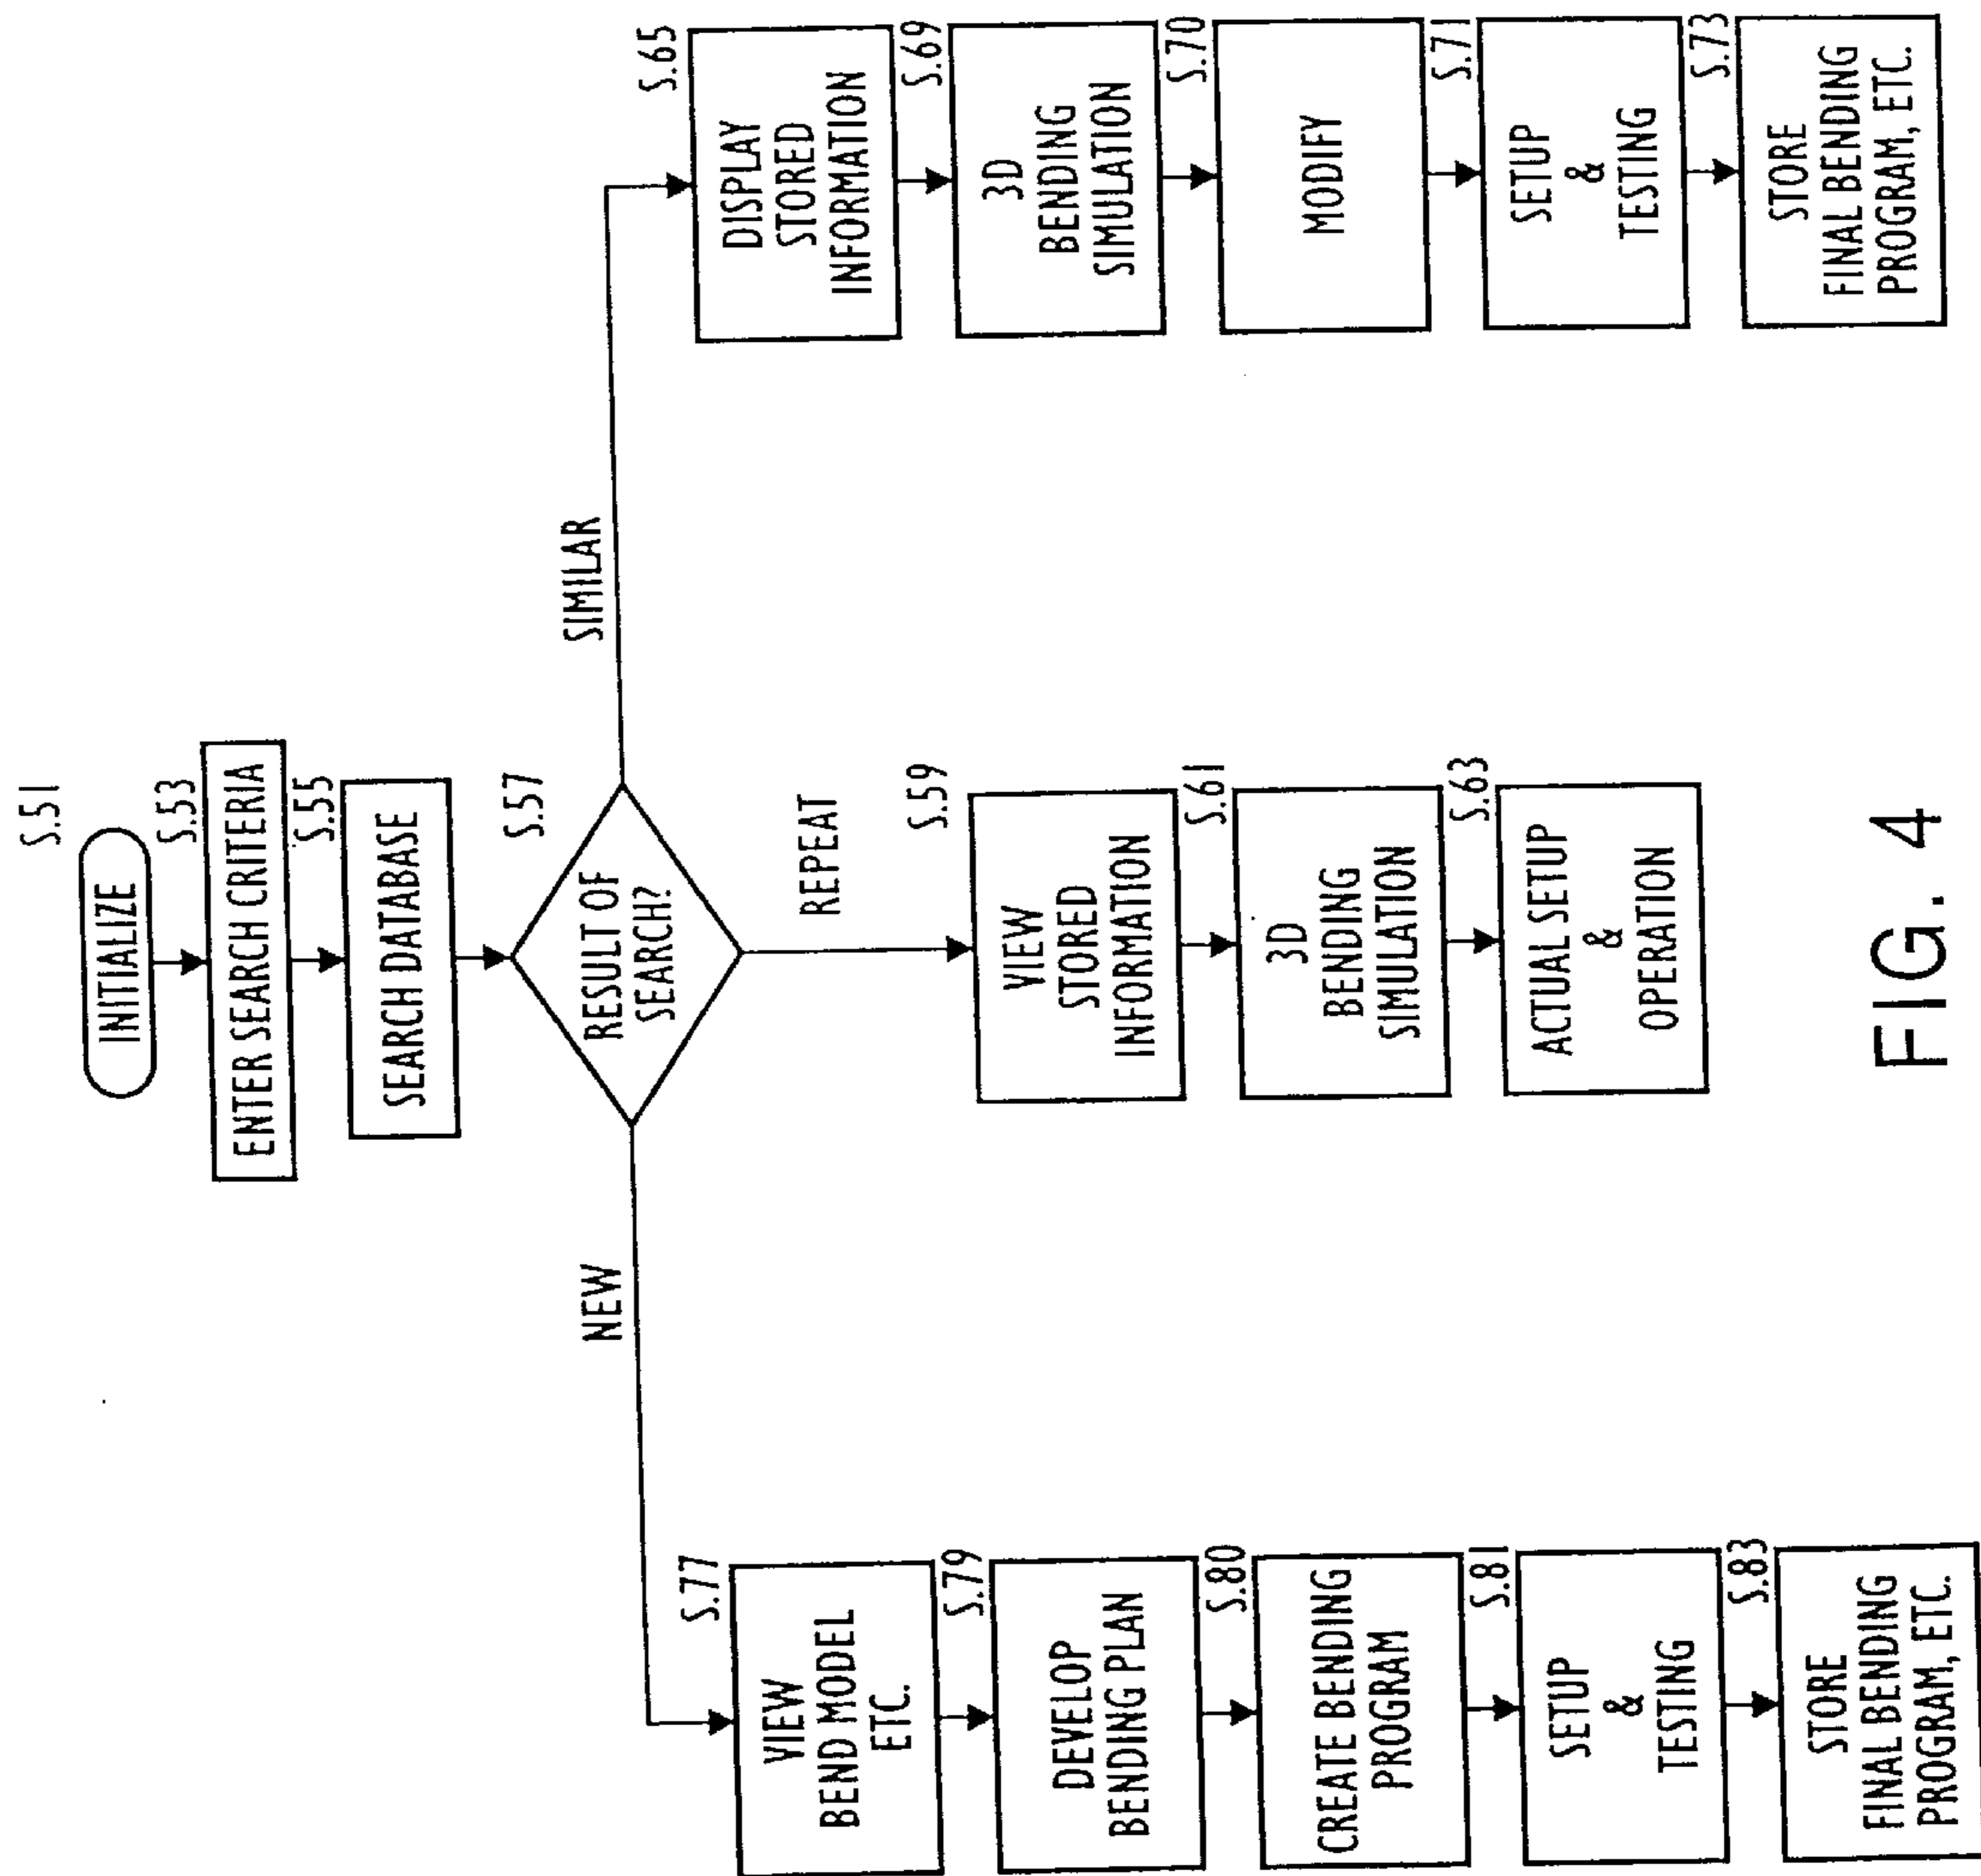 S.51
INITIALIZE
S.53
ENTER SEARCH CRITERIA
S.55
SEARCH DATABASE
S.57
RESULT OF
SEARCH?
NEW
S.77
VIEW
BEND MODEL
ETC.
S.79
DEVELOP
BENDING PLAN
S.80
CREATE BENDING
PROGRAM
S.81
SETUP
&
TESTING
S.83
STORE
FINAL BENDING
PROGRAM, ETC.
REPEAT
S.59
VIEW
STORED
INFORMATION
S.61
3D
BENDING
SIMULATION
S.63
ACTUAL SETUP
&
OPERATION
SIMILAR
S.65
DISPLAY
STORED
INFORMATION
S.69
3D
BENDING
SIMULATION
S.70
MODIFY
S.71
SETUP
&
TESTING
S.73
STORE
FINAL BENDING
PROGRAM, ETC.
FIG. 4